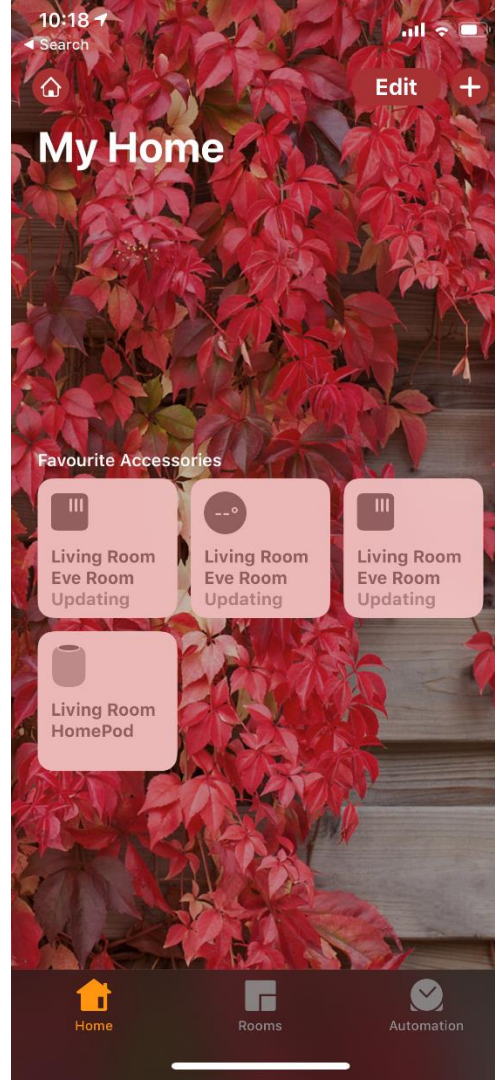 10:18
◀ Search
Edit
My Home
Favourite Accessories
Living Room
Eve Room
Updating
--°
Living Room
Eve Room
Updating
Living Room
Eve Room
Updating
Living Room
HomePod
Home
Rooms
Automation